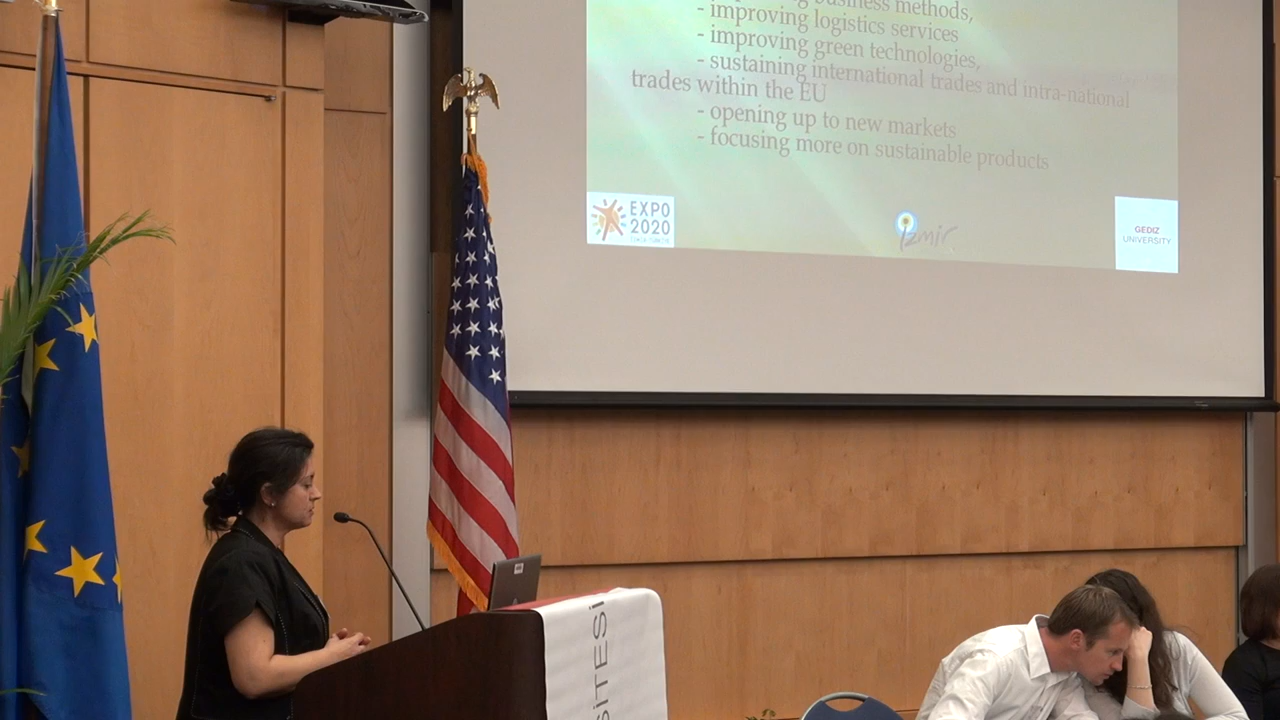 business methods,
- improving logistics services
- improving green technologies,
- sustaining international trades and intra-national
trades within the EU
- opening up to new markets
- focusing more on sustainable products
EXPO
2020
izmir
GEDIZ
UNIVERSITY
SİTESİ